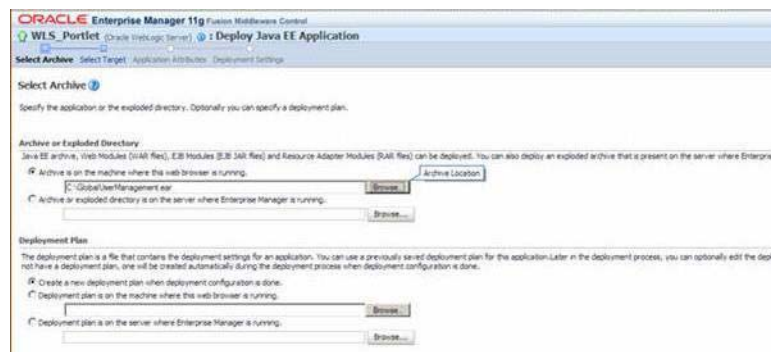 ORACLE Enterprise Manager 11g Fusion Middleware Control
WLS_Portlet (Oracle WebLogic Server) : Deploy Java EE Application
Select Archive Select Target Application Attributes Deployment Settings
Select Archive
Specify the application or the exploded directory. Optionally you can specify a deployment plan.
Archive or Exploded Directory
Java EE archive, Web Modules (WAR files), EJB Modules (EJB JAR files) and Resource Adapter Modules (RAR files) can be deployed. You can also deploy an exploded archive that is present on the server where Enterprise
Archive is on the machine where this web browser is running.
Archive Location
C:\GlobalUserManagement.ear Browse...
Archive or exploded directory is on the server where Enterprise Manager is running.
Browse...
Deployment Plan
The deployment plan is a file that contains the deployment settings for an application. You can use a previously saved deployment plan for this application.Later in the deployment process, you can optionally edit the dep
not have a deployment plan, one will be created automatically during the deployment process when deployment configuration is done.
Create a new deployment plan when deployment configuration is done.
Deployment plan is on the machine where this web browser is running.
Browse...
Deployment plan is on the server where Enterprise Manager is running.
Browse...